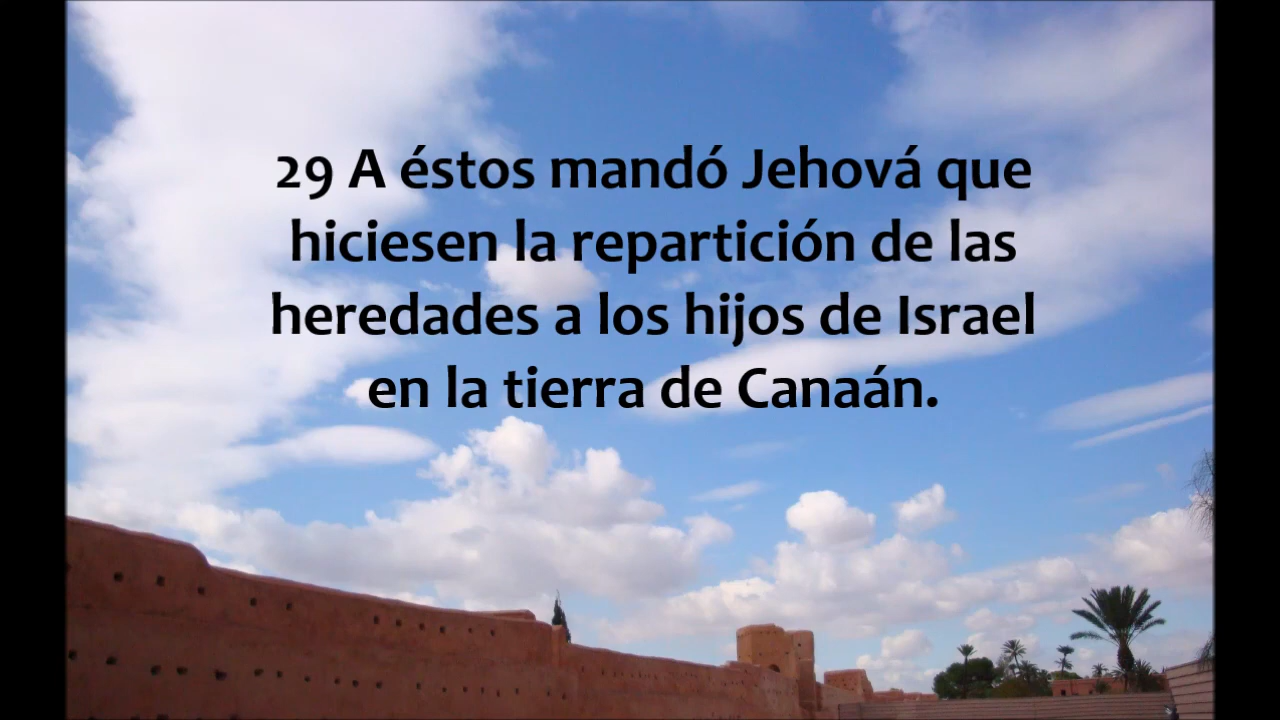 29 A éstos mandó Jehová que
hiciesen la repartición de las
heredades a los hijos de Israel
en la tierra de Canaán.